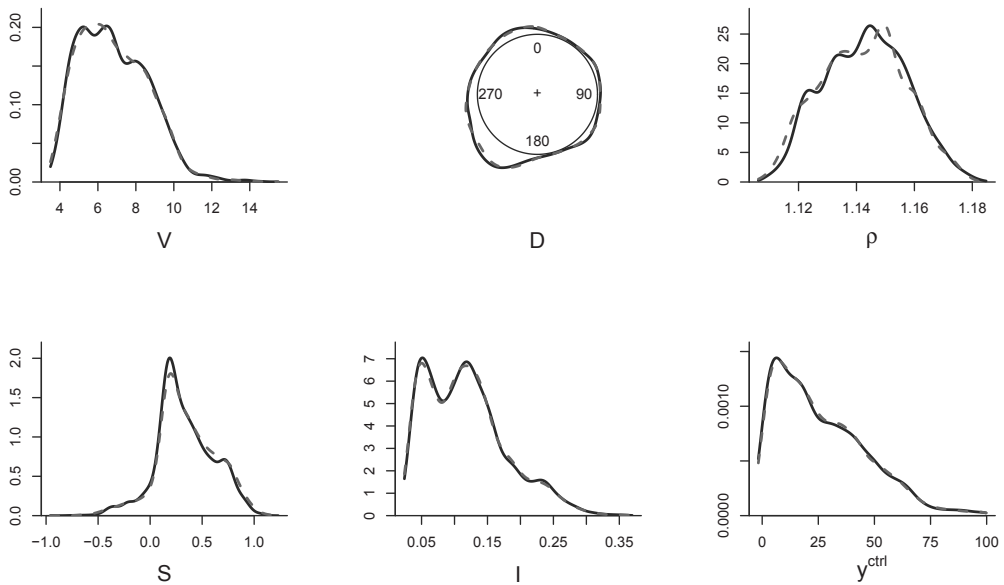 0.00 0.10 0.20
4 6 8 10 12 14
V
0
270 + 90
180
D
0 5 10 15 20 25
1.12 1.14 1.16 1.18
ρ
0.0 0.5 1.0 1.5 2.0
−1.0 −0.5 0.0 0.5 1.0
S
0 1 2 3 4 5 6 7
0.05 0.15 0.25 0.35
I
0.0000 0.0010
0 25 50 75 100
y^ctrl